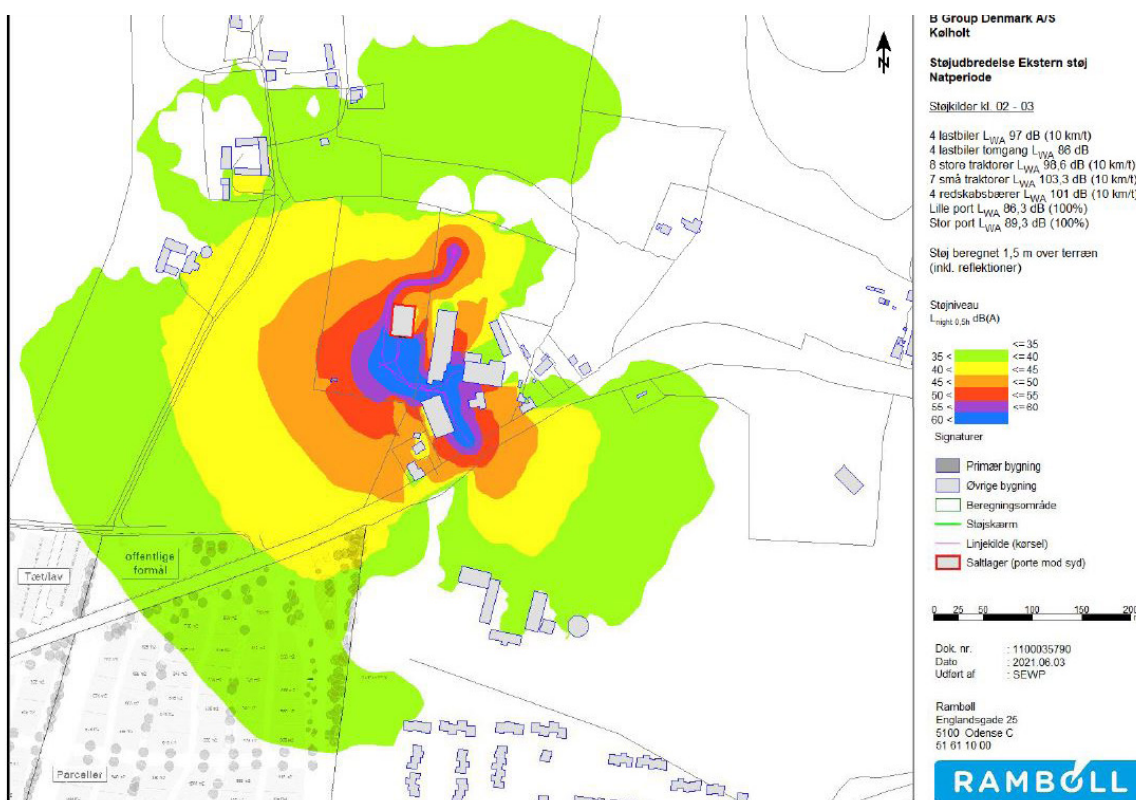 B Group Denmark A/S
Kølholt
Støjudbredelse Ekstern støj
Natperiode
Støjkilder kl. 02 - 03
4 lastbiler LWA 97 dB (10 km/t)
4 lastbiler tomgang LWA 86 dB
8 store traktorer LWA 98,6 dB (10 km/t)
7 små traktorer LWA 103,3 dB (10 km/t)
4 redskabsbærer LWA 101 dB (10 km/t)
Lille port LWA 86,3 dB (100%)
Stor port LWA 89,3 dB (100%)
Støj beregnet 1,5 m over terræn
(inkl. reflektioner)
Støjniveau
Lnight 0,5h dB(A)
<= 35
35 < <= 40
40 < <= 45
45 < <= 50
50 < <= 55
55 < <= 60
60 <
Signaturer
Primær bygning
Øvrige bygning
Beregningsområde
Støjskærm
Linjekilde (kørsel)
Saltlager (porte mod syd)
0 25 50 100 150 200
Dok. nr. : 1100035790
Dato : 2021.06.03
Udført af : SEWP
Rambøll
Englandsgade 25
5100 Odense C
51 61 10 00
RAMBOLL
N
offentlige
formål
Tæt/lav
Parceller